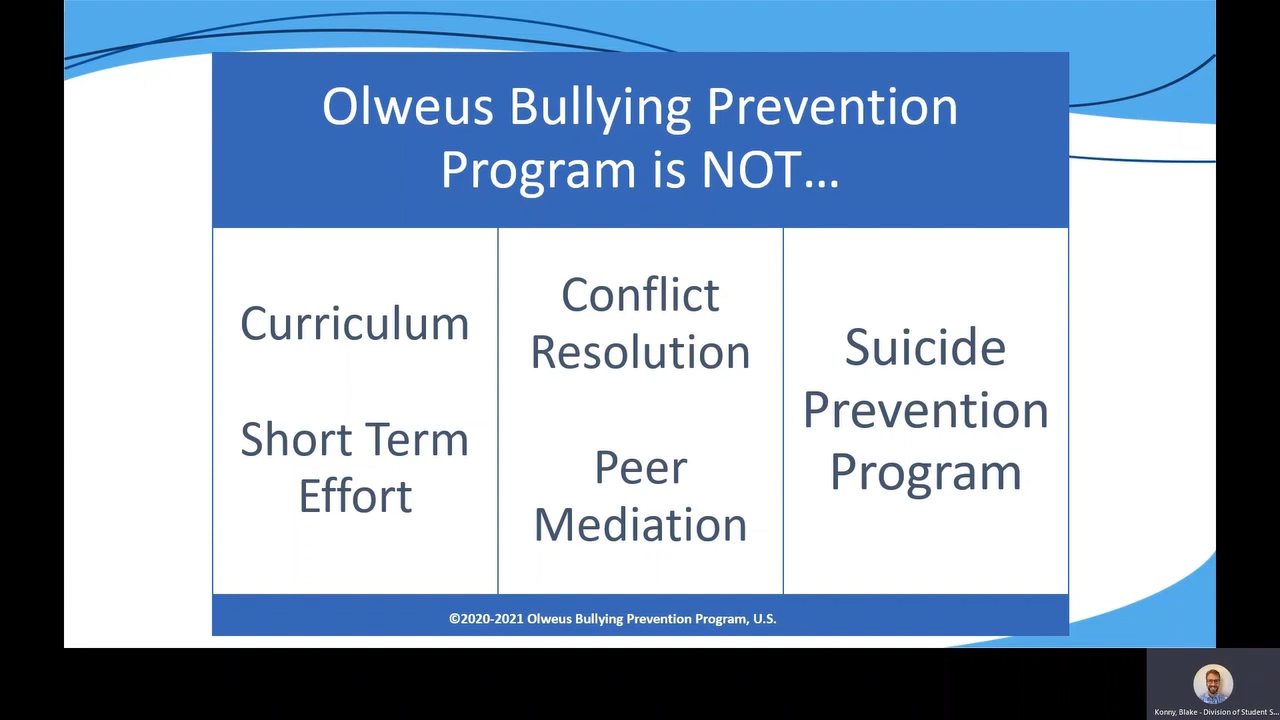 Olweus Bullying Prevention
Program is NOT...
Curriculum
Short Term
Effort
Conflict
Resolution
Peer
Mediation
Suicide
Prevention
Program
©2020-2021 Olweus Bullying Prevention Program, U.S.
Konny, Blake - Division of Student S...